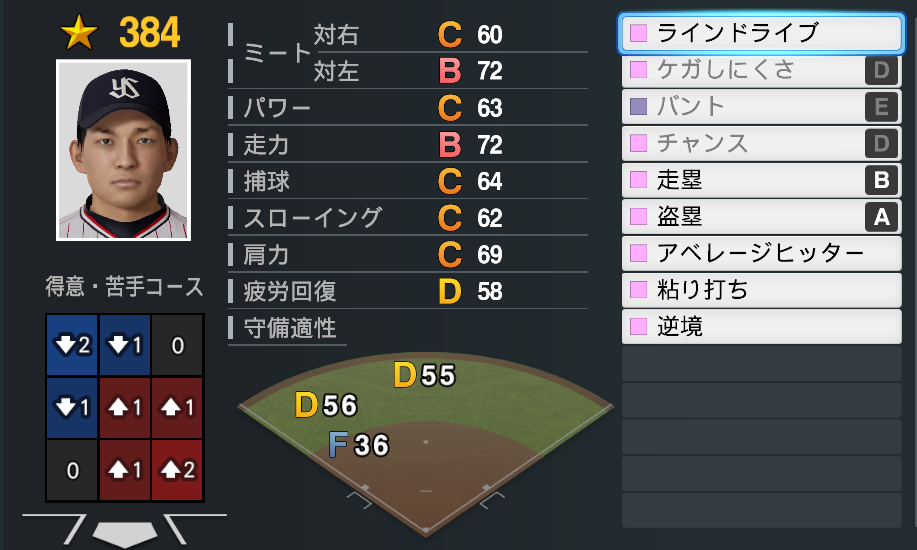 384
YS
ミート 対右 C 60
対左 B 72
パワー C 63
走力 B 72
捕球 C 64
スローイング C 62
肩力 C 69
疲労回復 D 58
守備適性
D 55
D 56
F 36
得意・苦手コース
2 1 0
1 1 1
0 1 2
ラインドライブ
ケガしにくさ D
バント E
チャンス D
走塁 B
盗塁 A
アベレージヒッター
粘り打ち
逆境